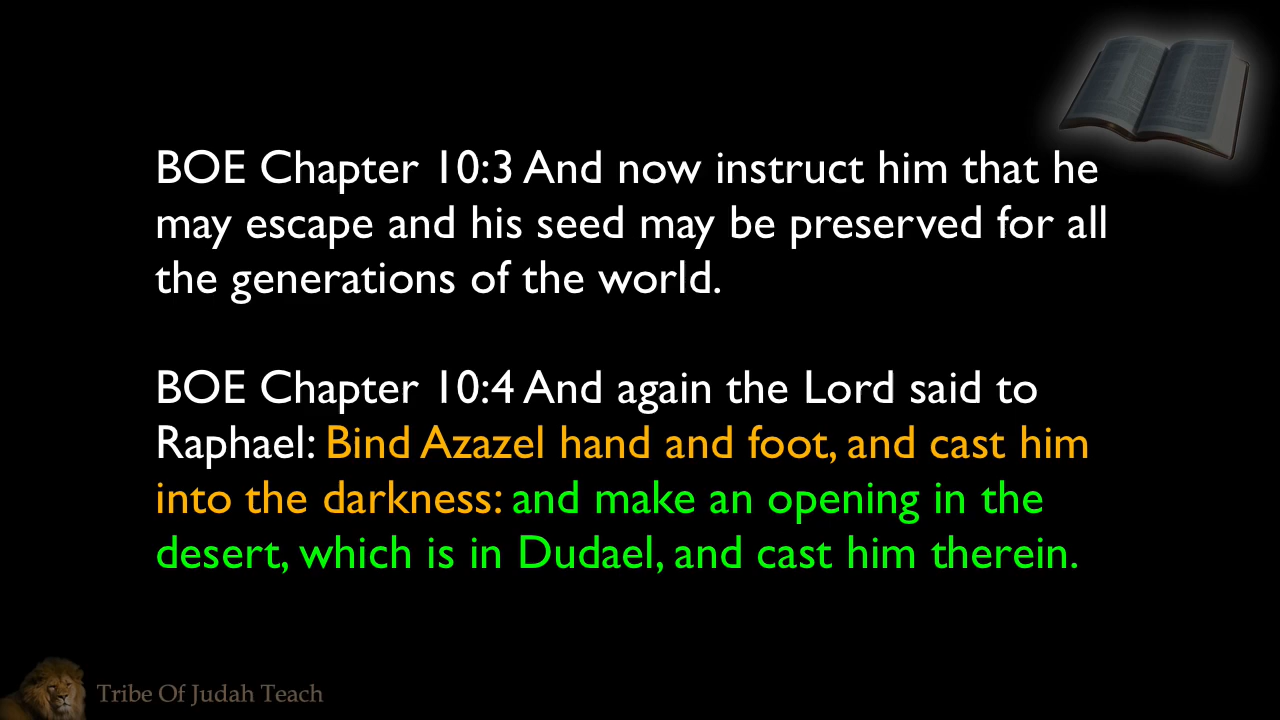 BOE Chapter 10:3 And now instruct him that he
may escape and his seed may be preserved for all
the generations of the world.
BOE Chapter 10:4 And again the Lord said to
Raphael: Bind Azazel hand and foot, and cast him
into the darkness: and make an opening in the
desert, which is in Dudael, and cast him therein.
Tribe Of Judah Teach